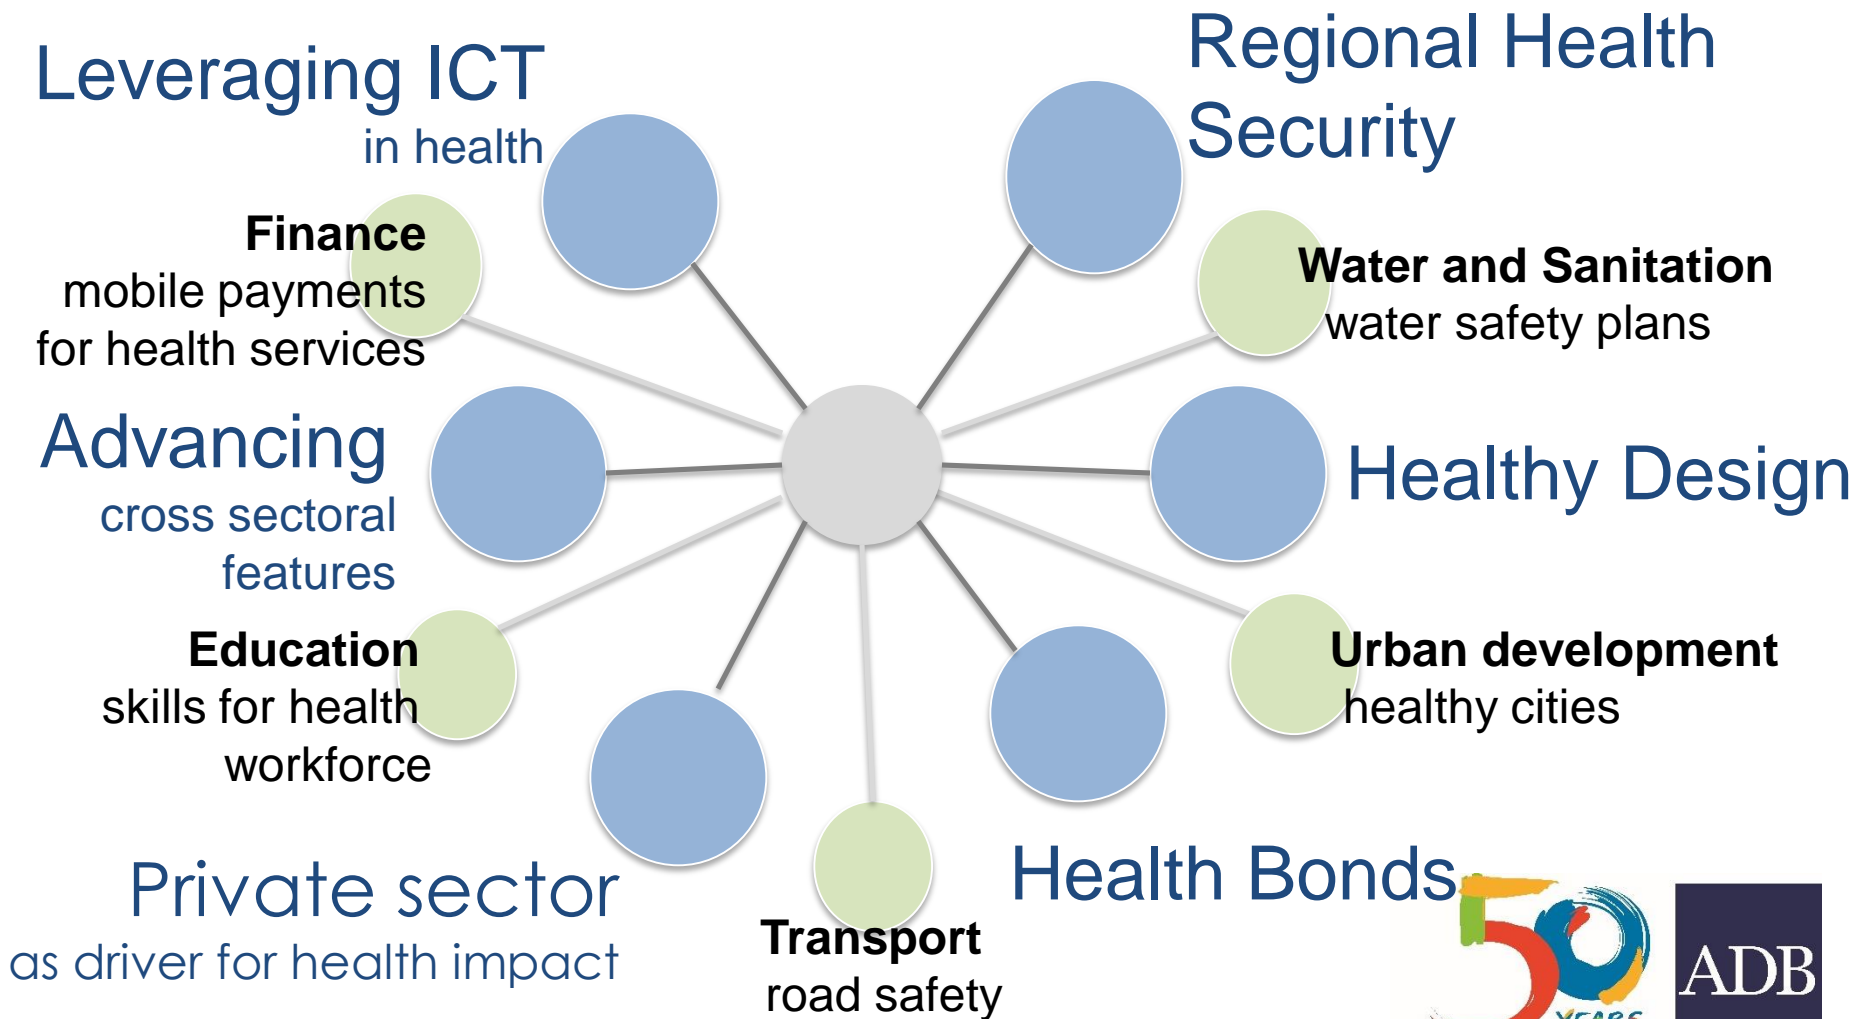 Leveraging ICT
in health
Regional Health
Security
Finance
mobile payments
for health services
Water and Sanitation
water safety plans
Advancing
cross sectoral
features
Healthy Design
Education
skills for health
workforce
Urban development
healthy cities
Private sector
as driver for health impact
Health Bonds
Transport
road safety
50
YEARS
ADB